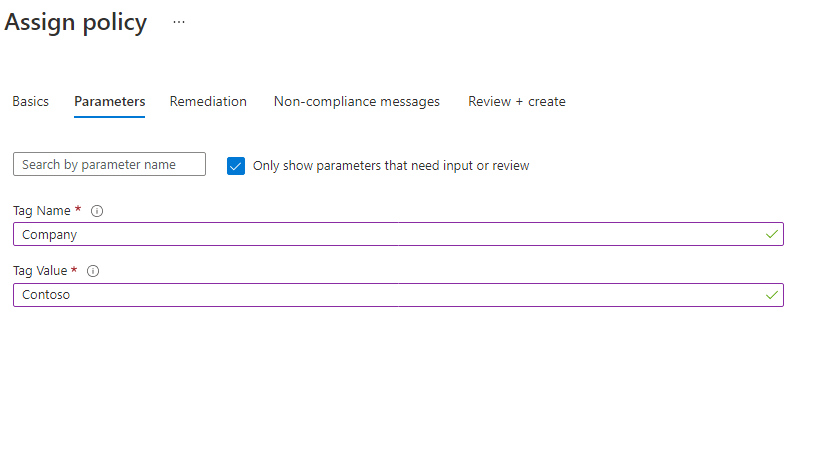 Assign policy ...
Basics Parameters Remediation Non-compliance messages Review + create
Search by parameter name Only show parameters that need input or review
Tag Name *
Company
Tag Value *
Contoso